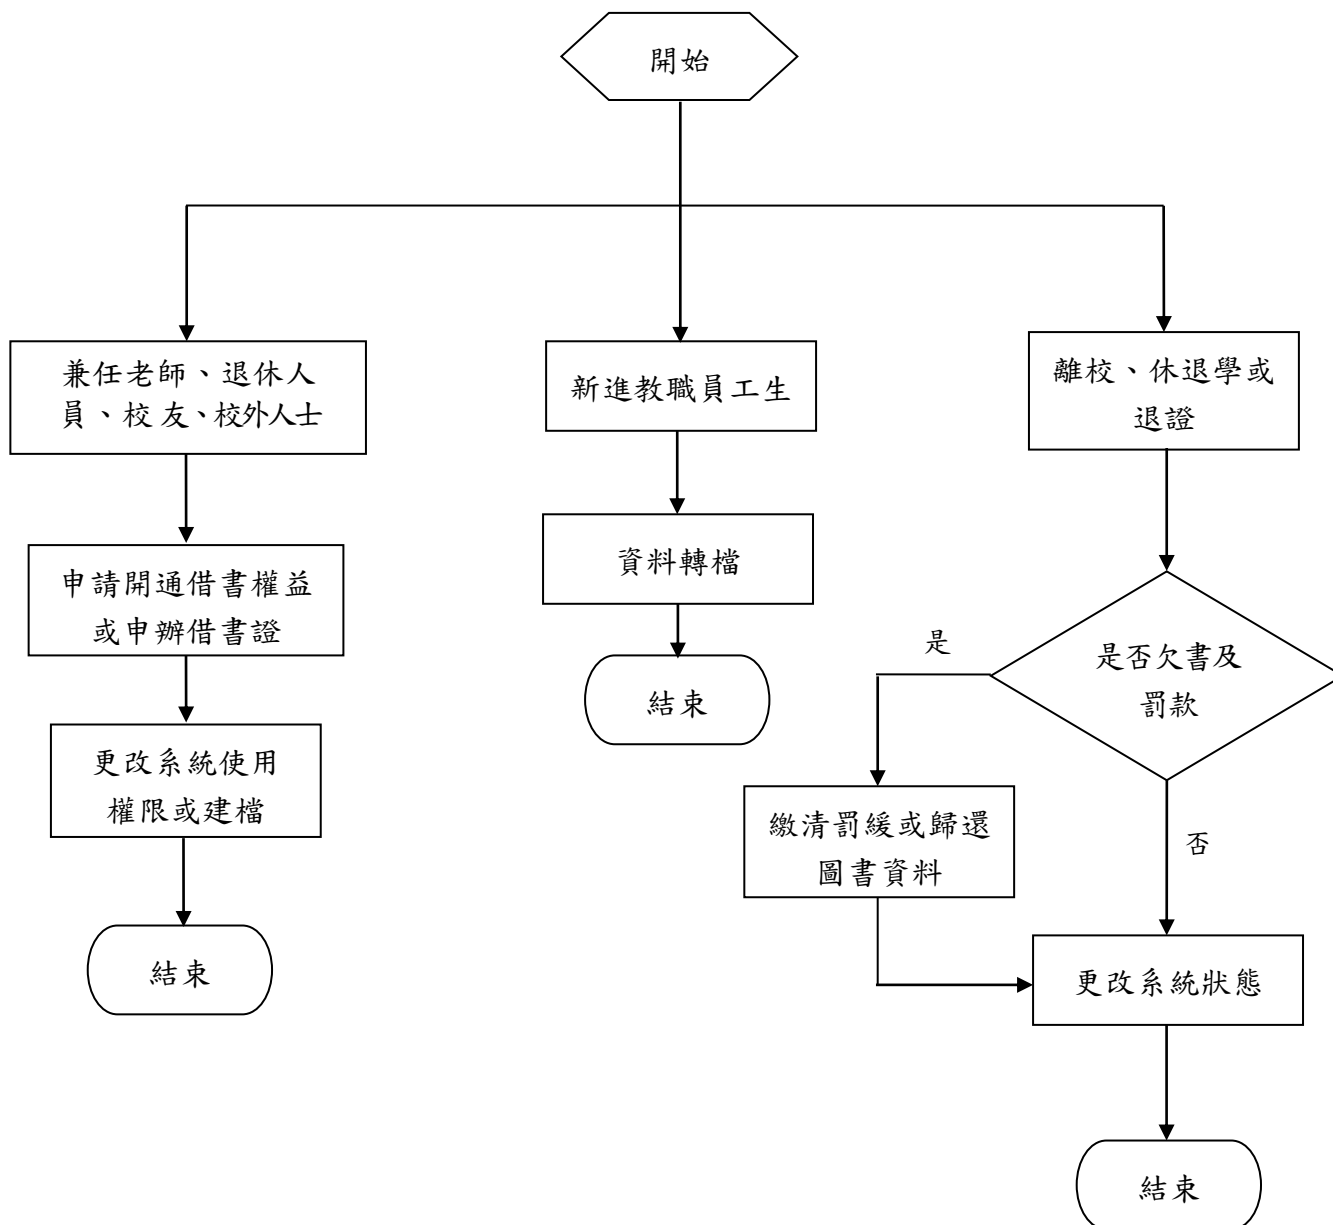 開始
兼任老師、退休人
員、校友、校外人士
新進教職員工生
離校、休退學或
退證
申請開通借書權益
或申辦借書證
資料轉檔
是
是否欠書及
罰款
結束
更改系統使用
權限或建檔
繳清罰緩或歸還
圖書資料
否
結束
更改系統狀態
結束